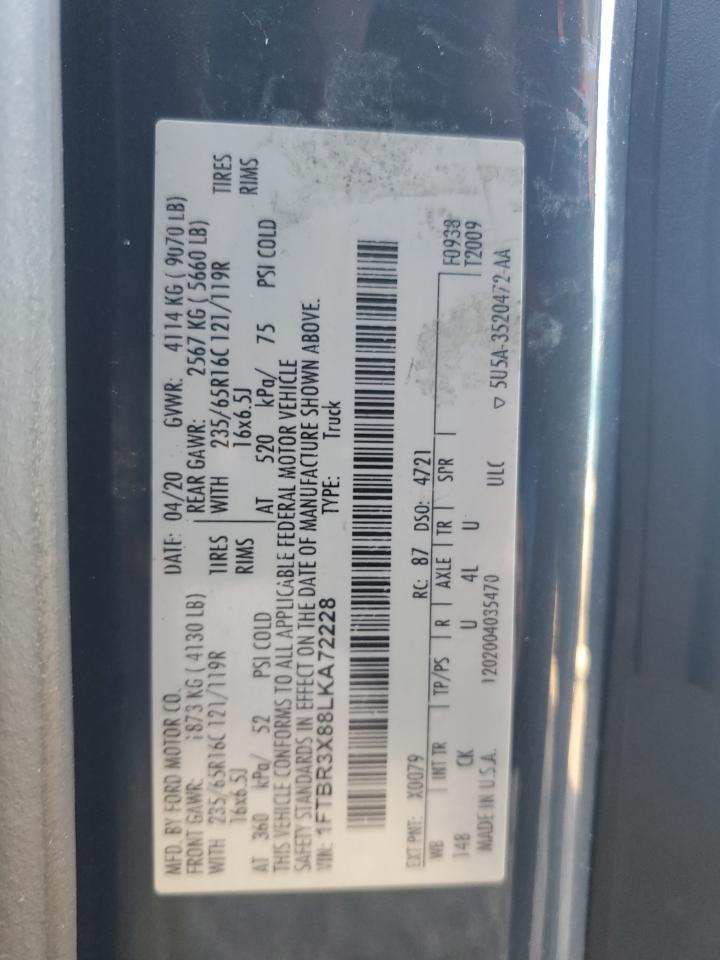 MFD. BY FORD MOTOR CO. DATE: 04/20 GVWR: 4114 KG ( 9070 LB)
FRONT GAWR: 1873 KG ( 4130 LB) REAR GAWR: 2567 KG ( 5660 LB)
WITH 235/65R16C 121/119R TIRES WITH 235/65R16C 121/119R TIRES
16x6.5J RIMS 16x6.5J RIMS
AT 360 kPa/ 52 PSI COLD AT 520 kPa/ 75 PSI COLD
THIS VEHICLE CONFORMS TO ALL APPLICABLE FEDERAL MOTOR VEHICLE
SAFETY STANDARDS IN EFFECT ON THE DATE OF MANUFACTURE SHOWN ABOVE.
VIN: 1FTBR3X88LKA72228 TYPE: Truck
EXT PNT: X0079 RC: 87 DSO: 4721 F0938
WB INT TR TP/PS R AXLE TR SPR T2009
148 CK U 4L U
MADE IN U.S.A. 1202004035470 ULC ▽ 5U5A-3520472-AA